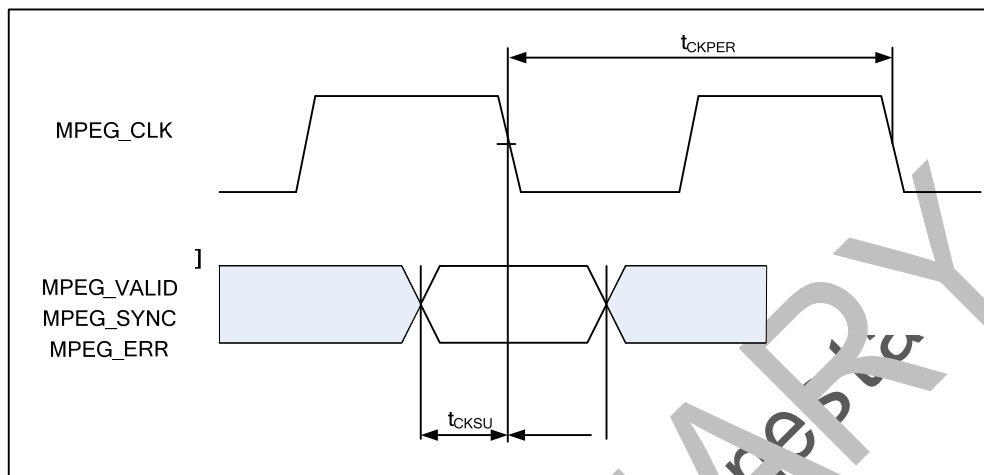 tCKPER
MPEG_CLK
]
MPEG_VALID
MPEG_SYNC
MPEG_ERR
tCKSU